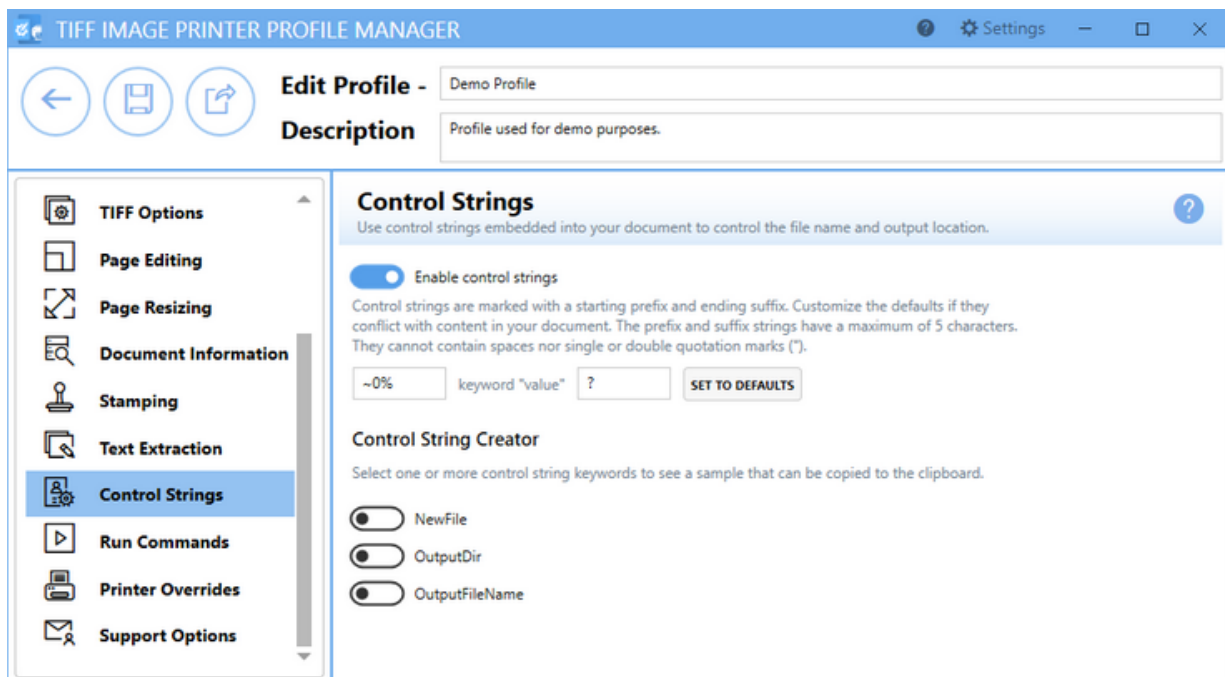 TIFF IMAGE PRINTER PROFILE MANAGER
Settings
Edit Profile -
Demo Profile
Description
Profile used for demo purposes.
TIFF Options
Page Editing
Page Resizing
Document Information
Stamping
Text Extraction
Control Strings
Run Commands
Printer Overrides
Support Options
Control Strings
Use control strings embedded into your document to control the file name and output location.
Enable control strings
Control strings are marked with a starting prefix and ending suffix. Customize the defaults if they
conflict with content in your document. The prefix and suffix strings have a maximum of 5 characters.
They cannot contain spaces nor single or double quotation marks (").
~0% keyword "value" ? SET TO DEFAULTS
Control String Creator
Select one or more control string keywords to see a sample that can be copied to the clipboard.
NewFile
OutputDir
OutputFileName